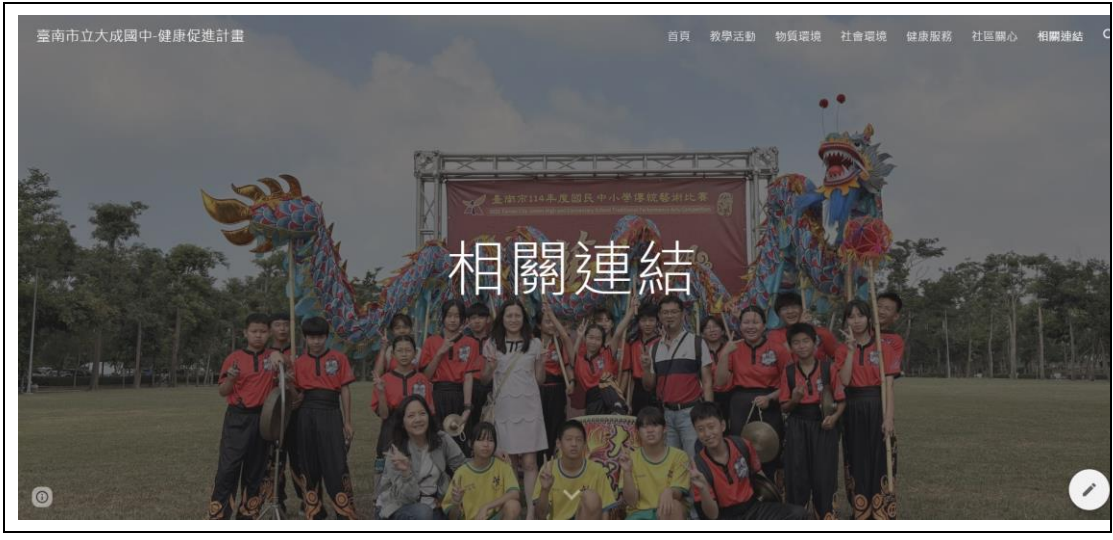 臺南市立大成國中-健康促進計畫
首頁 教學活動 物質環境 社會環境 健康服務 社區關心 相關連結
臺南市114年度國民中小學傳統藝術比賽
相關連結
大